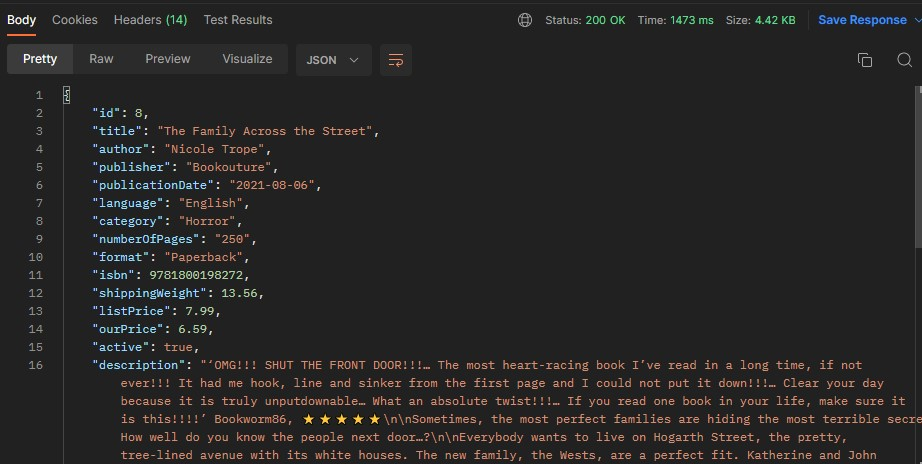 Body Cookies Headers (14) Test Results Status: 200 OK Time: 1473 ms Size: 4.42 KB Save Response
Pretty Raw Preview Visualize JSON
1 {
2 "id": 8,
3 "title": "The Family Across the Street",
4 "author": "Nicole Trope",
5 "publisher": "Bookouture",
6 "publicationDate": "2021-08-06",
7 "language": "English",
8 "category": "Horror",
9 "numberOfPages": "250",
10 "format": "Paperback",
11 "isbn": 9781800198272,
12 "shippingWeight": 13.56,
13 "listPrice": 7.99,
14 "ourPrice": 6.59,
15 "active": true,
16 "description": "‘OMG!!! SHUT THE FRONT DOOR!!!… The most heart-racing book I’ve read in a long time, if not
ever!!! It had me hook, line and sinker from the first page and I could not put it down!!!… Clear your day
because it is truly unputdownable… What an absolute twist!!!… If you read one book in your life, make sure it
is this!!!!’ Bookworm86, ⭐⭐⭐⭐⭐\n\nSometimes, the most perfect families are hiding the most terrible secre
How well do you know the people next door…?\n\nEverybody wants to live on Hogarth Street, the pretty,
tree-lined avenue with its white houses. The new family, the Wests, are a perfect fit. Katherine and John